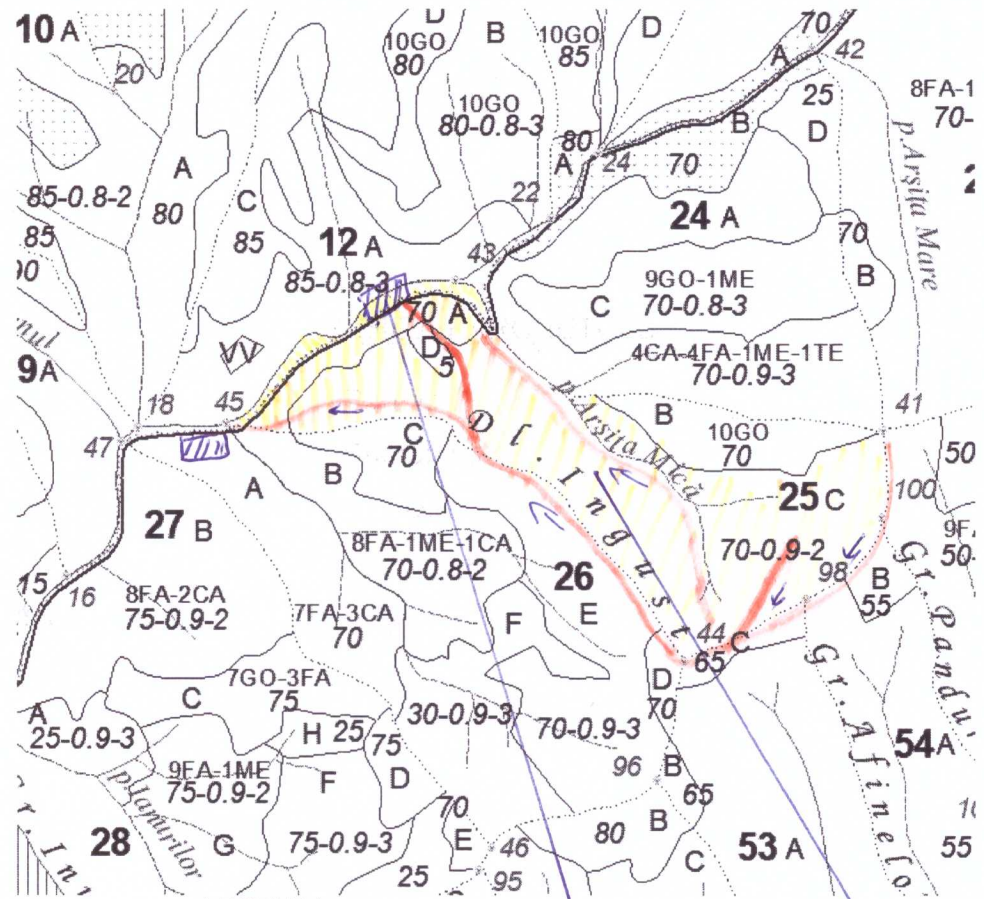 10 A
D
B
10GO
85
D
70
A
42
20
10GO
80
25
8FA-1
70-
10GO
80-0.8-3
B
D
p. Arşiţa Mare
A
80
A
24
70
85-0.8-2
80
C
22
24 A
85
85
12 A
43
70
85-0.8-3
B
9GO-1ME
C
70-0.8-3
70
A
D
5
4CA-4FA-1ME-1TE
70-0.9-3
9 A
VV
p. Arşiţa Mică
18
45
B
41
47
C
70
10GO
70
50
Dl. Ingust
B
A
25 C
100
27 B
8FA-1ME-1CA
70-0.8-2
70-0.9-2
50-
15
16
26
98
B
55
8FA-2CA
75-0.9-2
7FA-3CA
70
F
E
44
C
65
Gr. Pandu
Gr. Afinelo
7GO-3FA
75
C
D
70
A
25-0.9-3
30-0.9-3
70-0.9-3
54 A
H
25
75
9FA-1ME
75-0.9-2
F
D
96
B
65
70
B
80
28
G
75-0.9-3
E
46
53 A
55
25
95
C